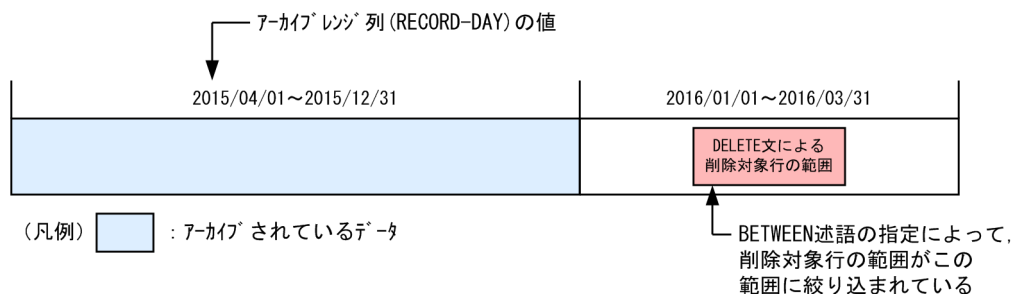 ｱｰｶｲﾌﾞﾚﾝｼﾞ列(RECORD-DAY)の値
2015/04/01～2015/12/31
2016/01/01～2016/03/31
DELETE文による
削除対象行の範囲
(凡例)
：ｱｰｶｲﾌﾞされているﾃﾞｰﾀ
BETWEEN述語の指定によって，
削除対象行の範囲がこの
範囲に絞り込まれている